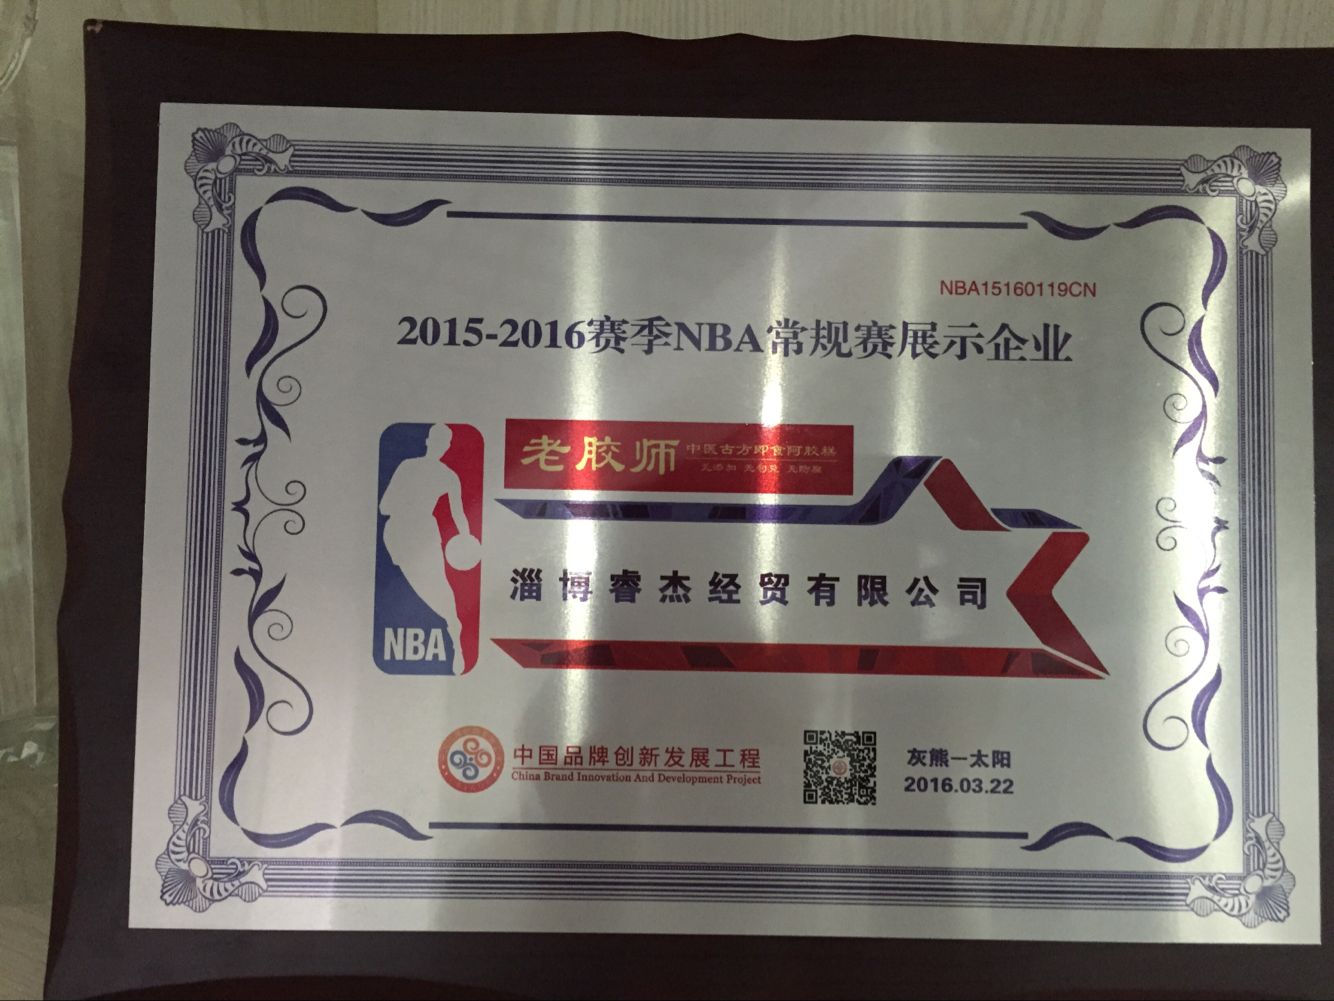 NBA15160119CN
2015-2016赛季NBA常规赛展示企业
老胶师 中医古方即食阿胶糕
无添加 无勾兑 无防腐
淄博睿杰经贸有限公司
NBA
中国品牌创新发展工程
China Brand Innovation And Development Project
灰熊—太阳
2016.03.22